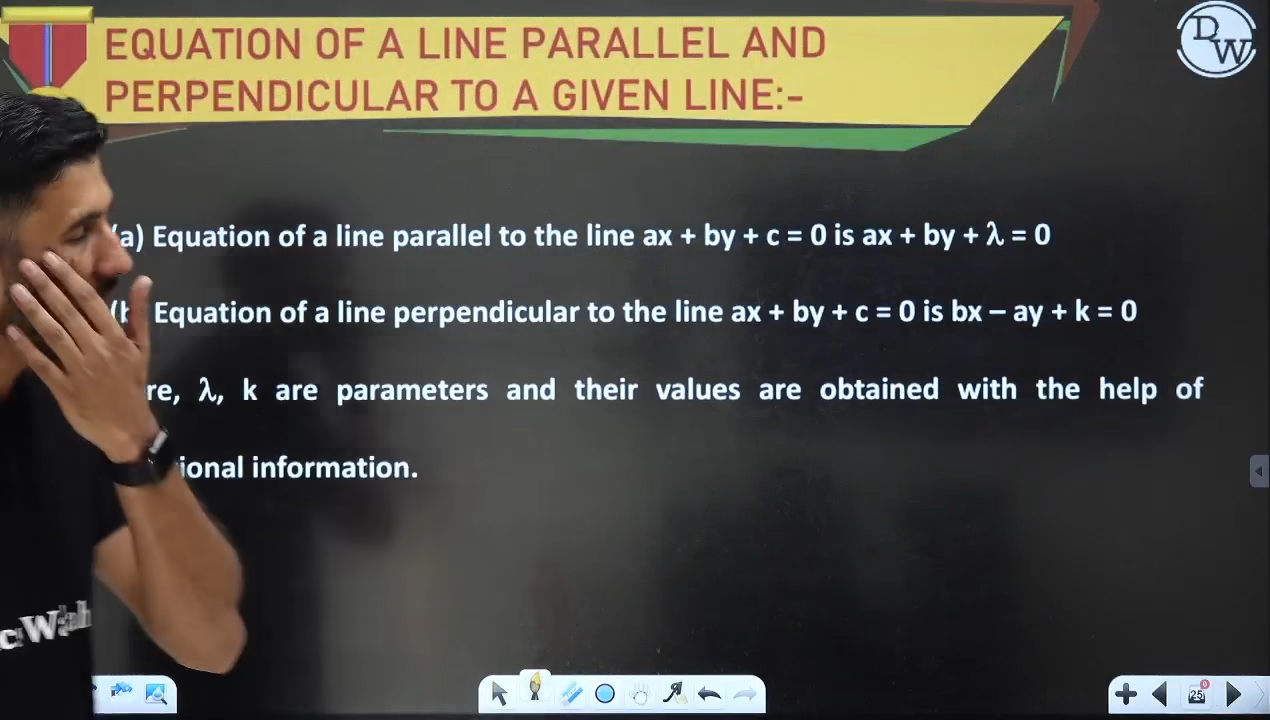 EQUATION OF A LINE PARALLEL AND
PERPENDICULAR TO A GIVEN LINE:-
PW
(a) Equation of a line parallel to the line ax + by + c = 0 is ax + by + λ = 0
Equation of a line perpendicular to the line ax + by + c = 0 is bx – ay + k = 0
λ, k are parameters and their values are obtained with the help of
information.
25